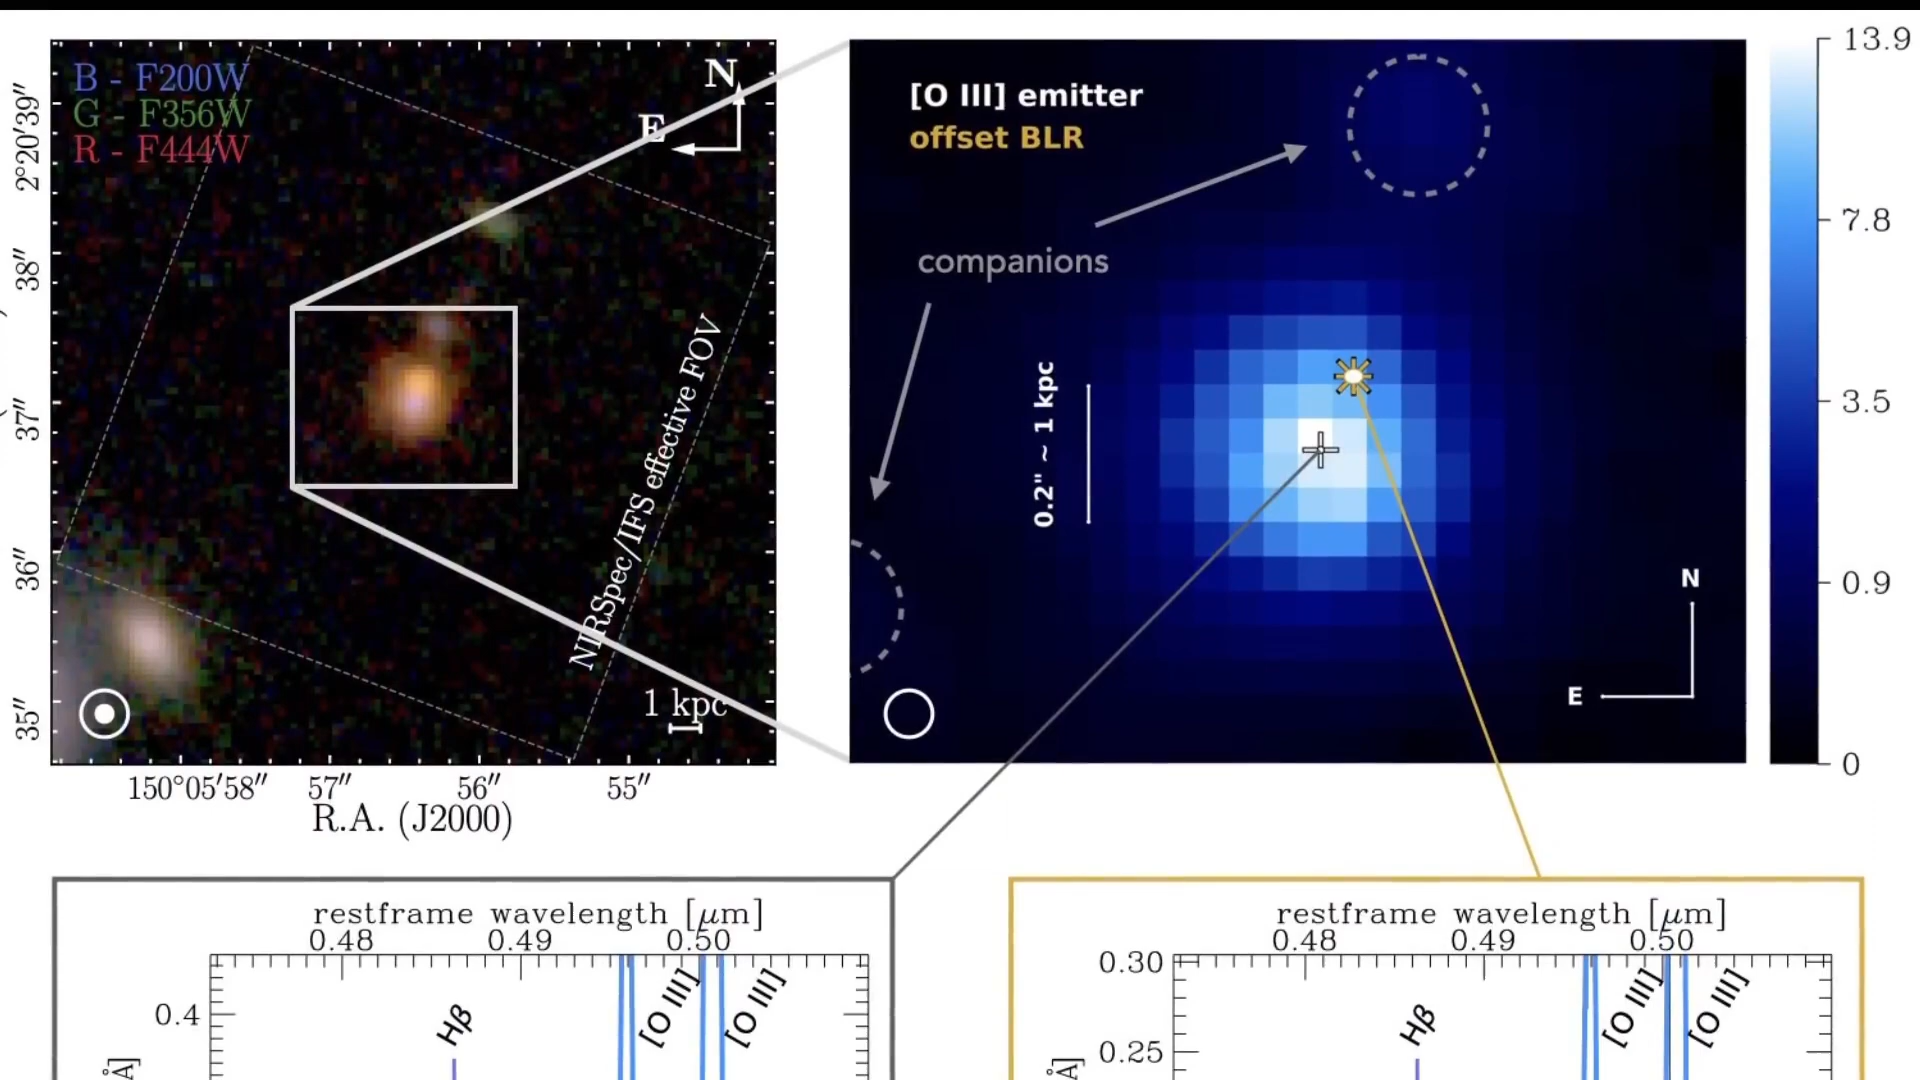 B - F200W
G - F356W
R - F444W
N
E
2°20′39″
38″
37″
36″
35″
NIRSpec/IFS effective FOV
1 kpc
150°05′58″
57″
56″
55″
R.A. (J2000)
[O III] emitter
offset BLR
companions
0.2" ~ 1 kpc
N
E
13.9
7.8
3.5
0.9
0
restframe wavelength [μm]
0.48
0.49
0.50
0.4
Hβ
[O III]
[O III]
Å]
restframe wavelength [μm]
0.48
0.49
0.50
0.30
0.25
Hβ
[O III]
[O III]
Å]